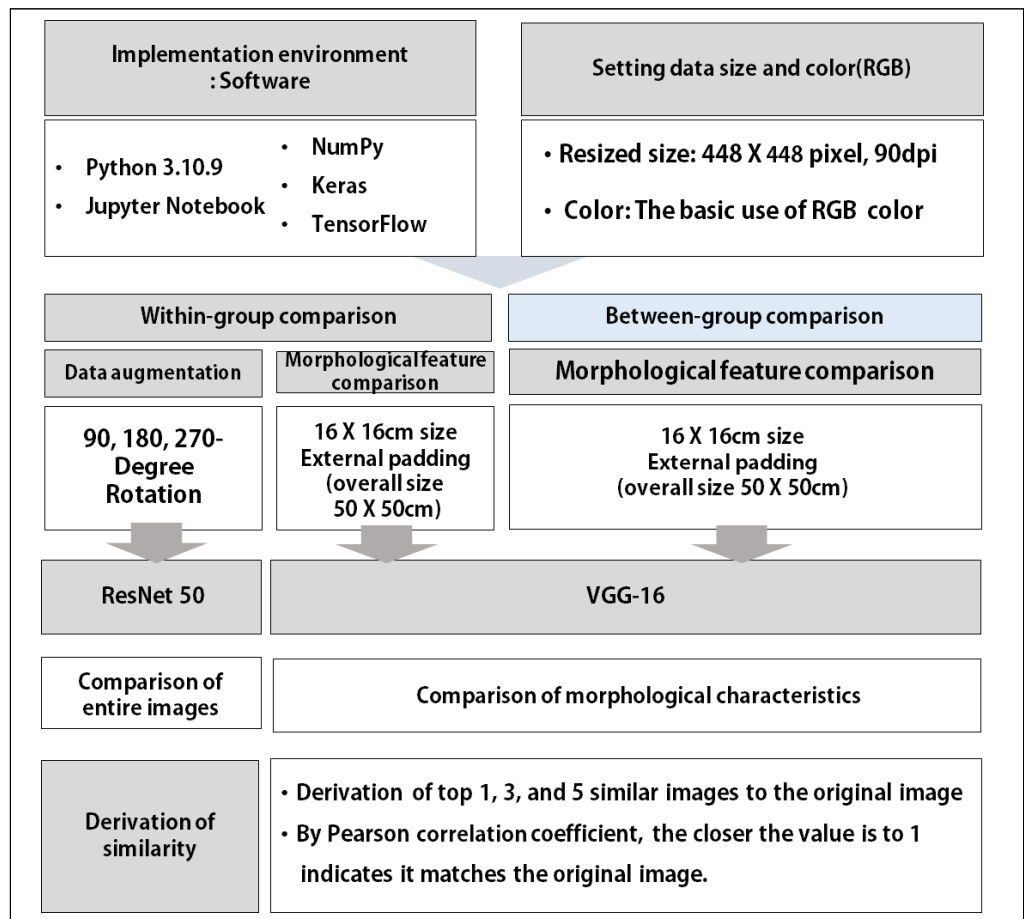 Implementation environment
: Software
Setting data size and color(RGB)
• Python 3.10.9
• Jupyter Notebook
• NumPy
• Keras
• TensorFlow
• Resized size: 448 X 448 pixel, 90dpi
• Color: The basic use of RGB color
Within-group comparison
Between-group comparison
Data augmentation
Morphological feature
comparison
Morphological feature comparison
90, 180, 270-
Degree
Rotation
16 X 16cm size
External padding
(overall size
50 X 50cm)
16 X 16cm size
External padding
(overall size 50 X 50cm)
ResNet 50
VGG-16
Comparison of
entire images
Comparison of morphological characteristics
Derivation of
similarity
• Derivation of top 1, 3, and 5 similar images to the original image
• By Pearson correlation coefficient, the closer the value is to 1
indicates it matches the original image.